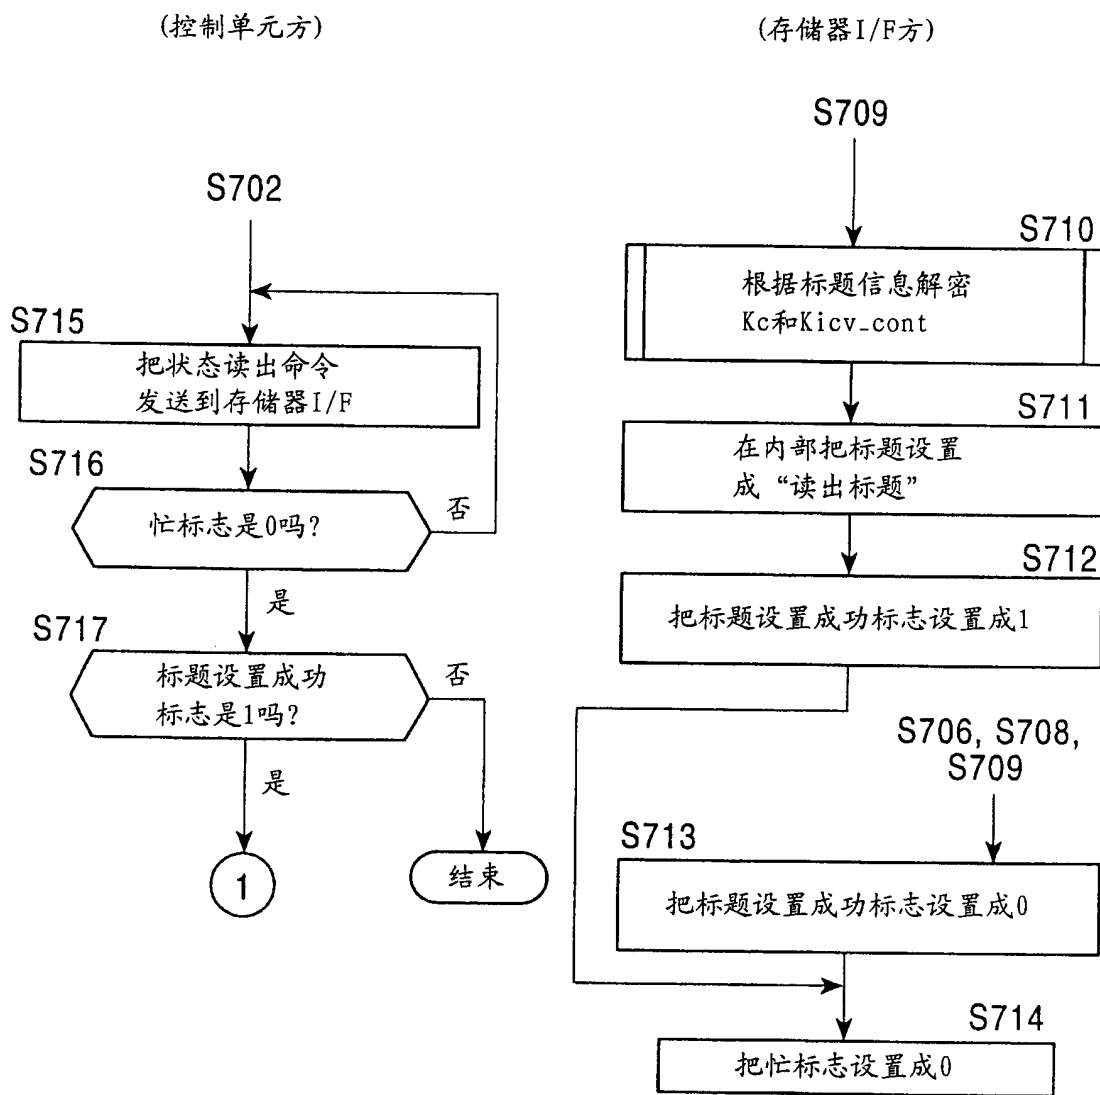 (控制单元方)
S702
S715
把状态读出命令
发送到存储器I/F
S716
忙标志是0吗?
否
是
S717
标题设置成功
标志是1吗?
否
是
1
结束
(存储器I/F方)
S709
S710
根据标题信息解密
Kc和Kicv_cont
S711
在内部把标题设置
成“读出标题”
S712
把标题设置成功标志设置成1
S706, S708,
S709
S713
把标题设置成功标志设置成0
S714
把忙标志设置成0